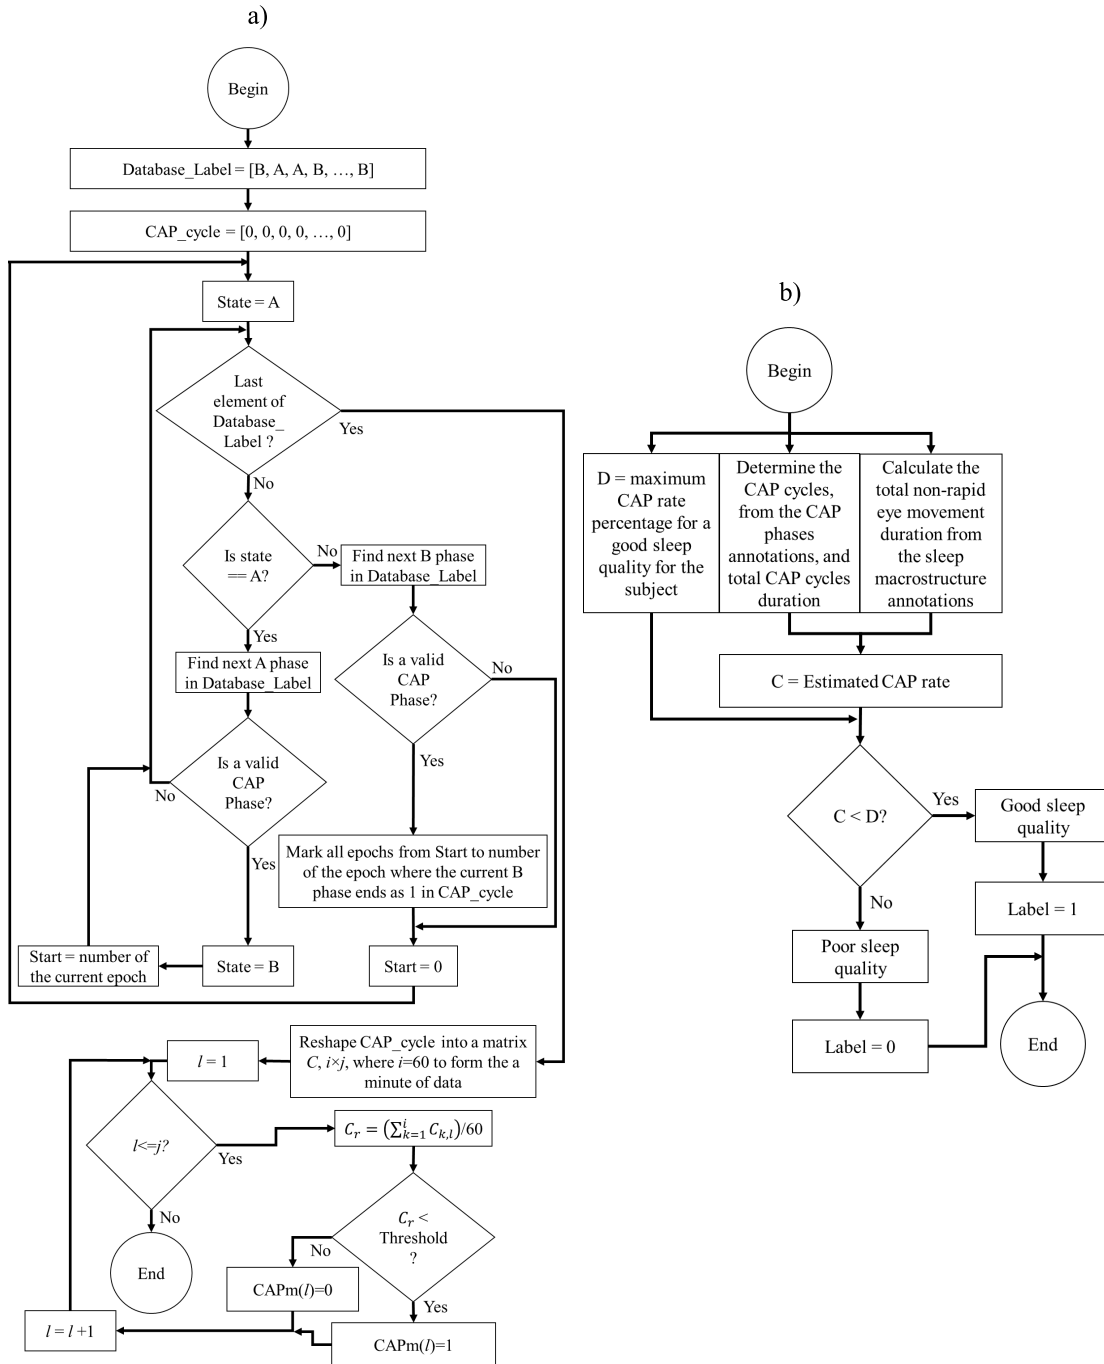 a)
Begin
Database_Label = [B, A, A, B, …, B]
CAP_cycle = [0, 0, 0, 0, …, 0]
State = A
Last
element of
Database_
Label ?
Yes
No
Is state
== A?
No
Find next B phase
in Database_Label
Yes
Find next A phase
in Database_Label
Is a valid
CAP
Phase?
No
Yes
Is a valid
CAP
Phase?
No
Yes
Mark all epochs from Start to number
of the epoch where the current B
phase ends as 1 in CAP_cycle
Start = number of
the current epoch
State = B
Start = 0
Reshape CAP_cycle into a matrix
C, i×j, where i=60 to form the a
minute of data
l = 1
l<=j?
Yes
No
End
C_r = (∑_{k=1}^{i} C_{k,l})/60
C_r <
Threshold
?
No
Yes
CAPm(l)=0
CAPm(l)=1
l = l +1
b)
Begin
D = maximum
CAP rate
percentage for a
good sleep
quality for the
subject
Determine the
CAP cycles,
from the CAP
phases
annotations, and
total CAP cycles
duration
Calculate the
total non-rapid
eye movement
duration from
the sleep
macrostructure
annotations
C = Estimated CAP rate
C < D?
Yes
Good sleep
quality
Label = 1
No
Poor sleep
quality
Label = 0
End